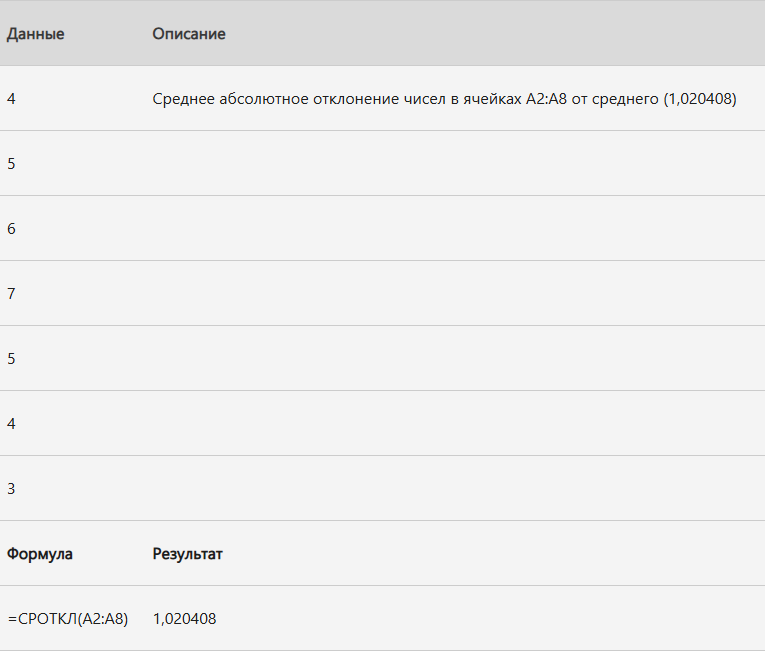 Данные Описание
4 Среднее абсолютное отклонение чисел в ячейках A2:A8 от среднего (1,020408)
5
6
7
5
4
3
Формула Результат
=СРОТКЛ(A2:A8) 1,020408